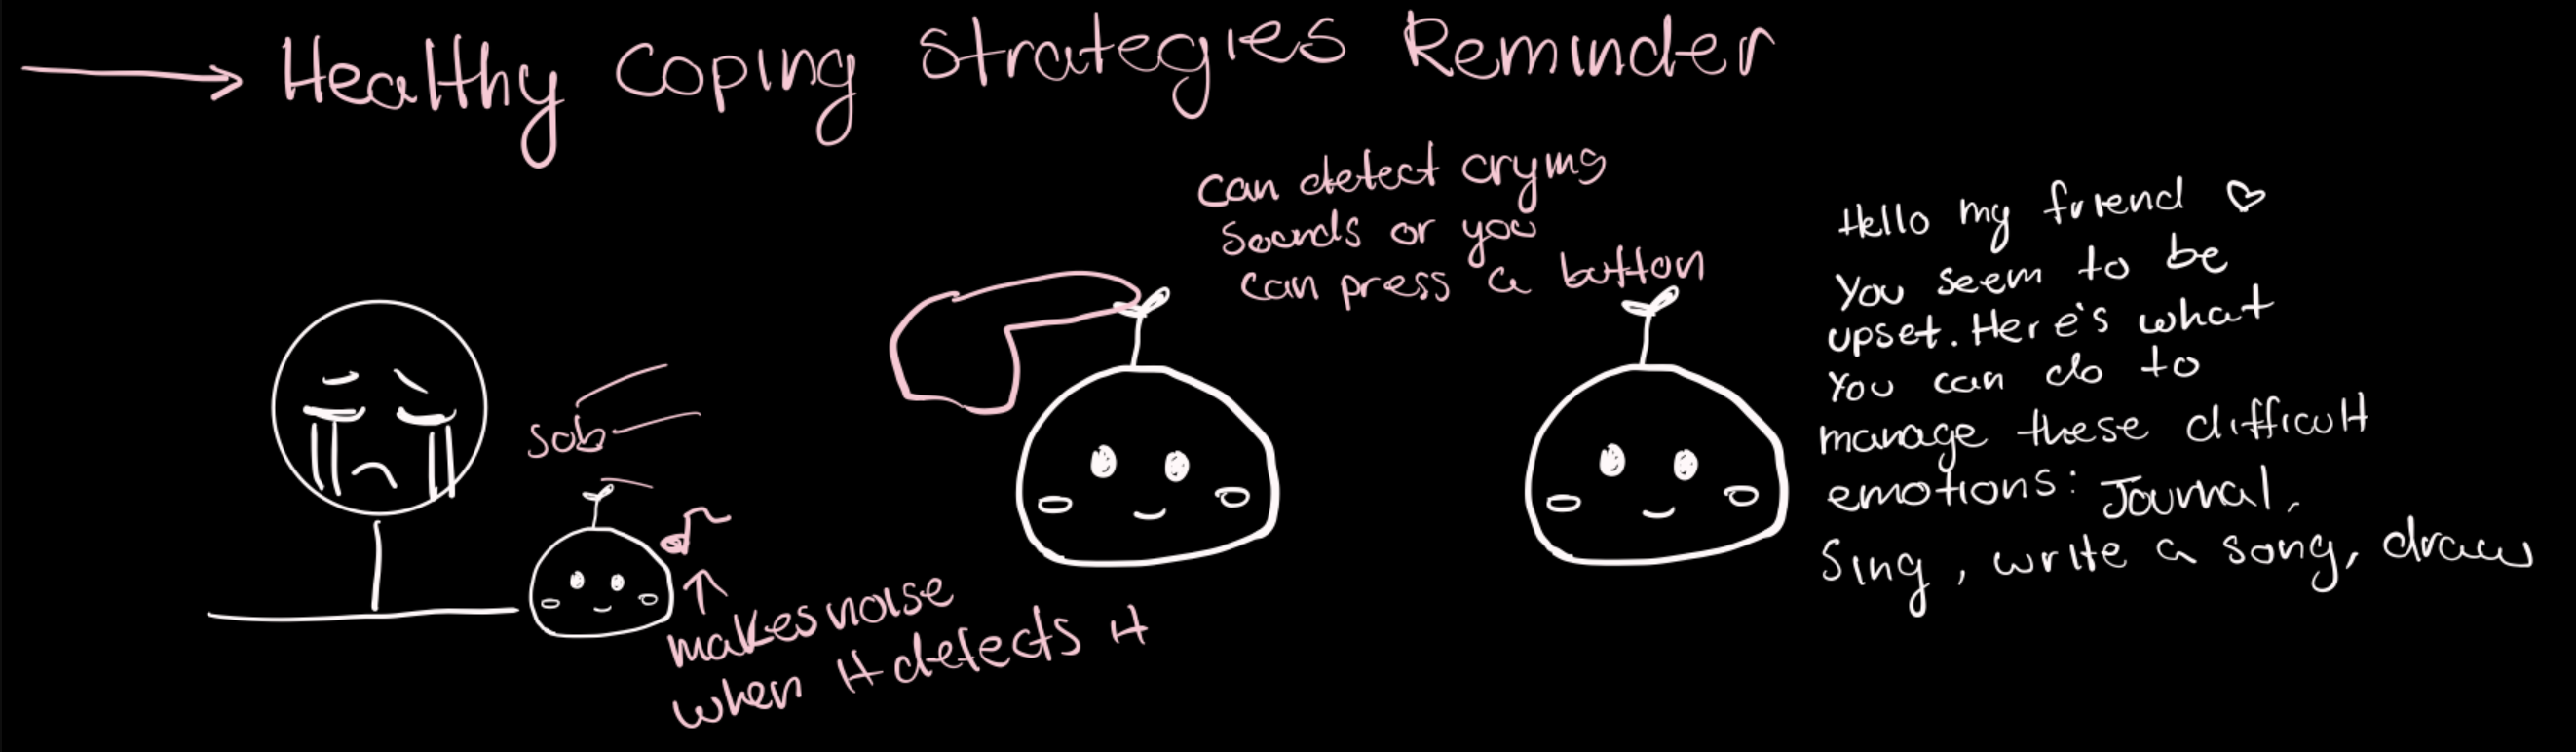 Healthy Coping Strategies Reminder
can detect crying
sounds or you
can press a button
sob
makes noise
when it detects it
Hello my friend ♡
You seem to be
upset. Here's what
You can do to
manage these difficult
emotions: Journal,
Sing, write a song, draw